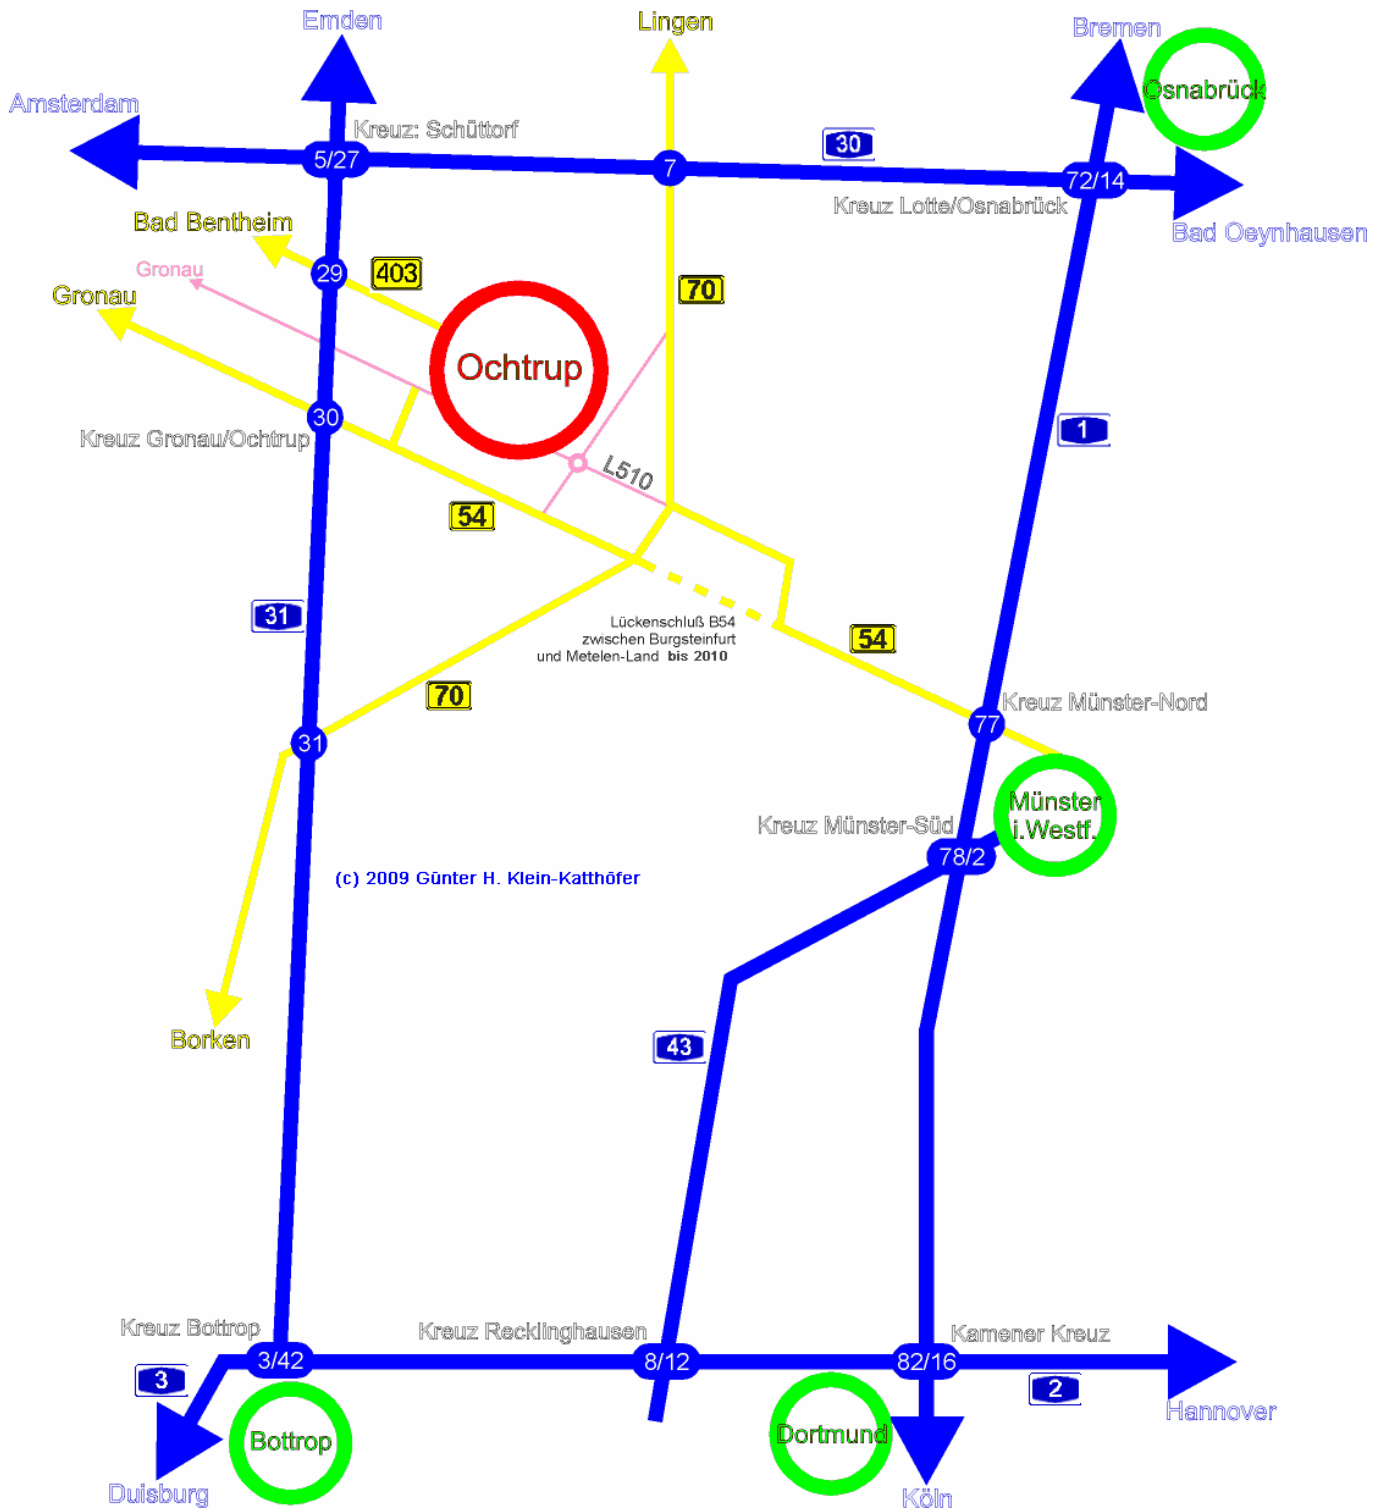 Emden
Lingen
Bremen
Osnabrück
Amsterdam
Kreuz: Schüttorf
30
5/27
7
72/14
Kreuz Lotte/Osnabrück
Bad Bentheim
Bad Oeynhausen
Gronau
29
403
Gronau
70
Ochtrup
30
Kreuz Gronau/Ochtrup
1
L510
54
31
Lückenschluß B54
zwischen Burgsteinfurt
und Metelen-Land bis 2010
54
70
Kreuz Münster-Nord
77
31
Münster
i.Westf.
Kreuz Münster-Süd
78/2
(c) 2009 Günter H. Klein-Katthöfer
Borken
43
Kreuz Bottrop
Kreuz Recklinghausen
Kamener Kreuz
3/42
8/12
82/16
3
2
Hannover
Bottrop
Dortmund
Duisburg
Köln